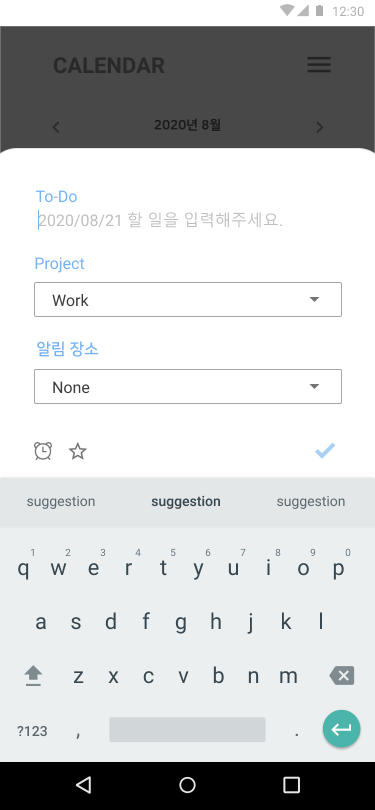 12:30
CALENDAR
2020년 8월
To-Do
2020/08/21 할 일을 입력해주세요.
Project
Work
알림 장소
None
suggestion suggestion suggestion
1 2 3 4 5 6 7 8 9 0
q w e r t y u i o p
a s d f g h j k l
z x c v b n m
?123 , .